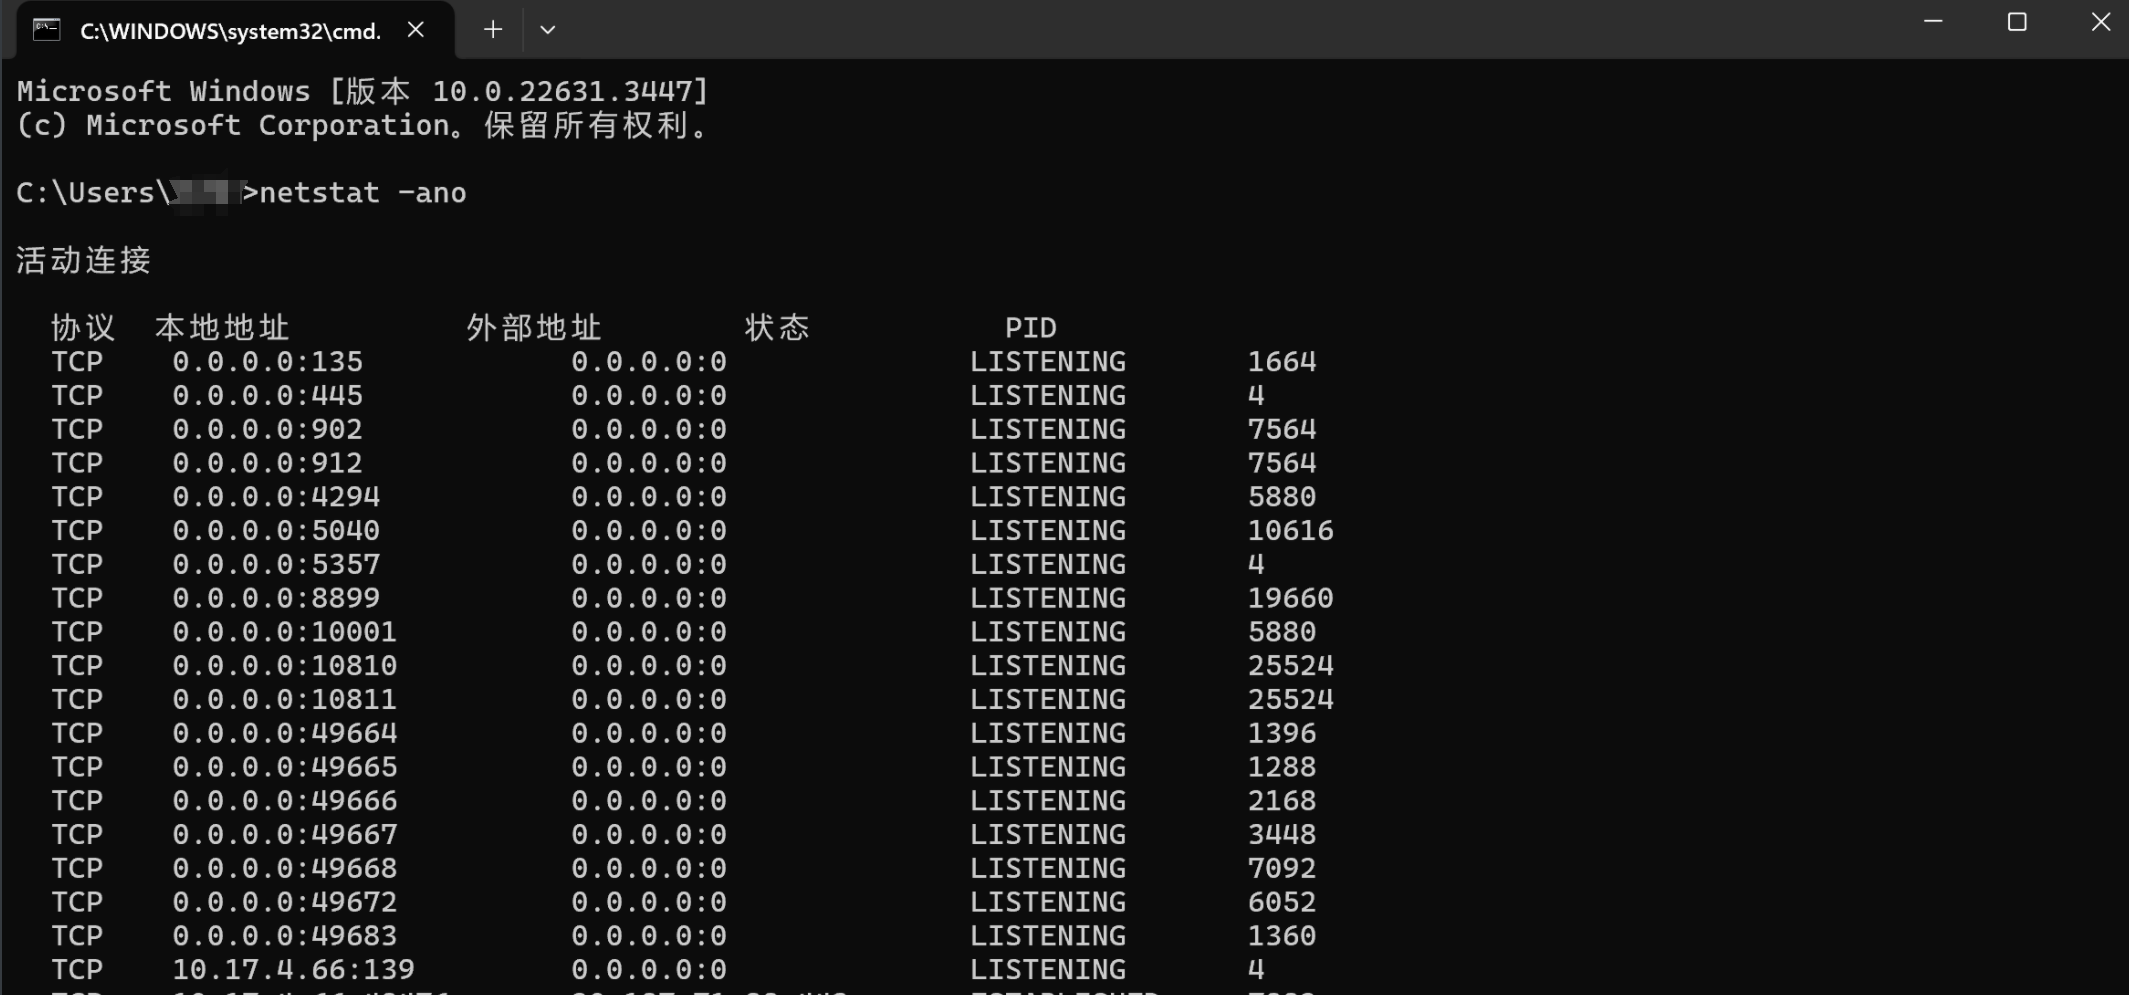 C:\WINDOWS\system32\cmd.
Microsoft Windows [版本 10.0.22631.3447]
(c) Microsoft Corporation。保留所有权利。
C:\Users\ >netstat -ano
活动连接
协议 本地地址 外部地址 状态 PID
TCP 0.0.0.0:135 0.0.0.0:0 LISTENING 1664
TCP 0.0.0.0:445 0.0.0.0:0 LISTENING 4
TCP 0.0.0.0:902 0.0.0.0:0 LISTENING 7564
TCP 0.0.0.0:912 0.0.0.0:0 LISTENING 7564
TCP 0.0.0.0:4294 0.0.0.0:0 LISTENING 5880
TCP 0.0.0.0:5040 0.0.0.0:0 LISTENING 10616
TCP 0.0.0.0:5357 0.0.0.0:0 LISTENING 4
TCP 0.0.0.0:8899 0.0.0.0:0 LISTENING 19660
TCP 0.0.0.0:10001 0.0.0.0:0 LISTENING 5880
TCP 0.0.0.0:10810 0.0.0.0:0 LISTENING 25524
TCP 0.0.0.0:10811 0.0.0.0:0 LISTENING 25524
TCP 0.0.0.0:49664 0.0.0.0:0 LISTENING 1396
TCP 0.0.0.0:49665 0.0.0.0:0 LISTENING 1288
TCP 0.0.0.0:49666 0.0.0.0:0 LISTENING 2168
TCP 0.0.0.0:49667 0.0.0.0:0 LISTENING 3448
TCP 0.0.0.0:49668 0.0.0.0:0 LISTENING 7092
TCP 0.0.0.0:49672 0.0.0.0:0 LISTENING 6052
TCP 0.0.0.0:49683 0.0.0.0:0 LISTENING 1360
TCP 10.17.4.66:139 0.0.0.0:0 LISTENING 4
TCP ESTABLISHED